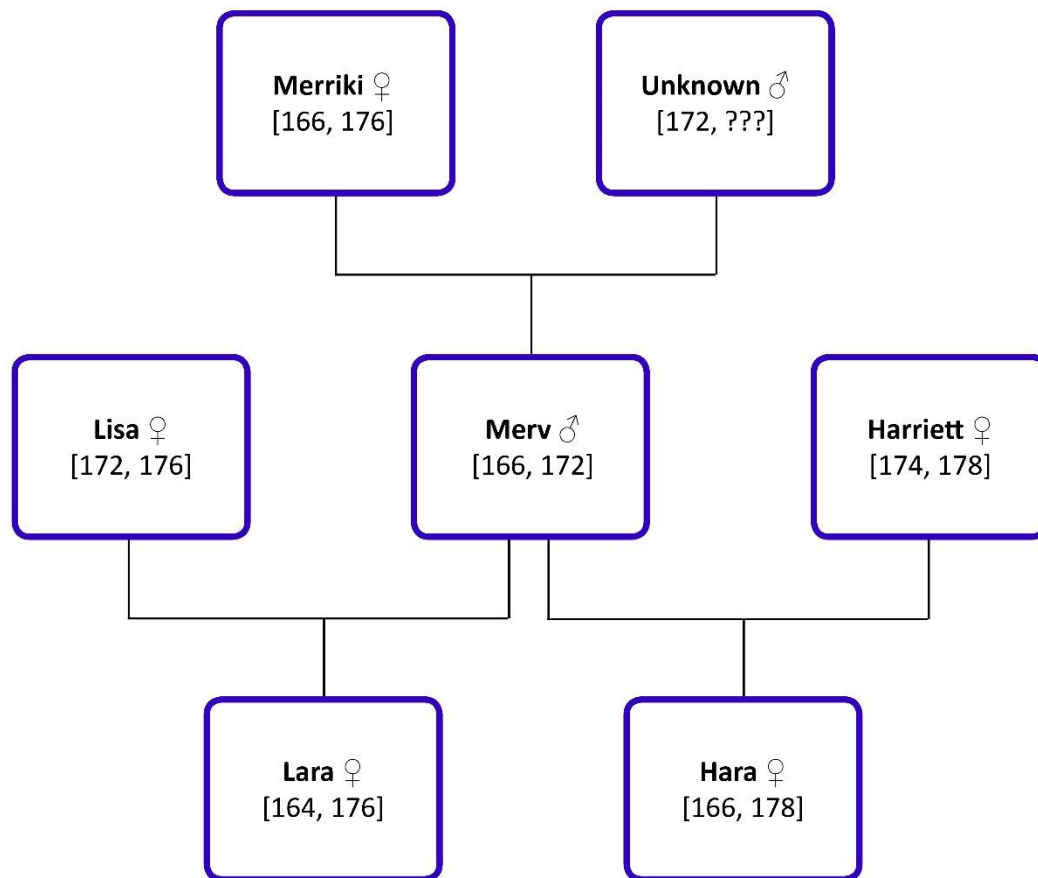 Merriki ♀
[166, 176]
Unknown ♂
[172, ???]
Lisa ♀
[172, 176]
Merv ♂
[166, 172]
Harriett ♀
[174, 178]
Lara ♀
[164, 176]
Hara ♀
[166, 178]